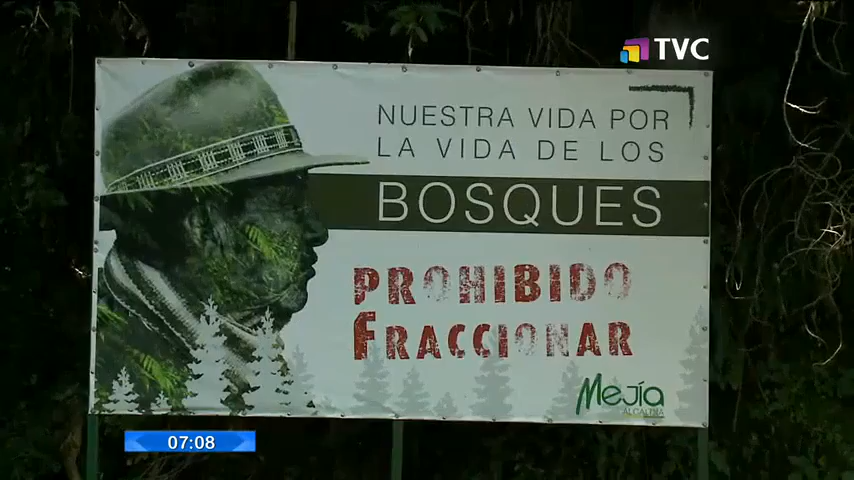 TVC
NUESTRA VIDA POR
LA VIDA DE LOS
BOSQUES
PROHIBIDO
FRACCIONAR
Mejía
ALCALDÍA
07:08